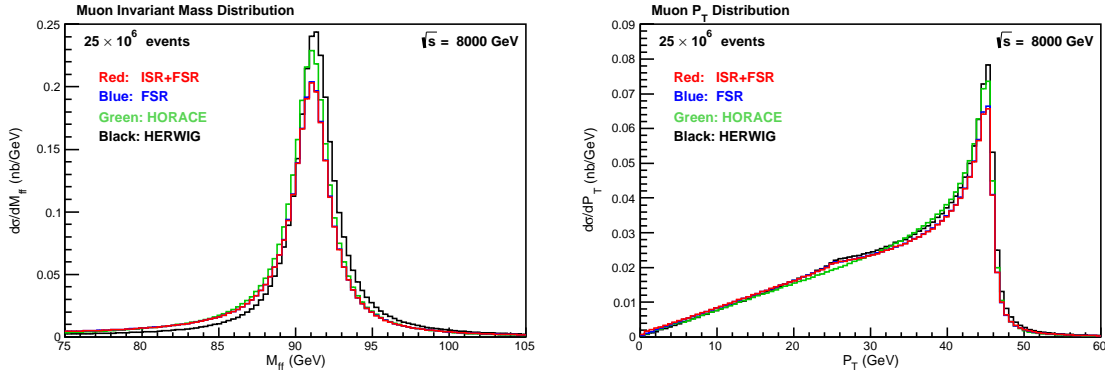 Muon Invariant Mass Distribution
25 × 10⁶ events
√s = 8000 GeV
Red: ISR+FSR
Blue: FSR
Green: HORACE
Black: HERWIG
dσ/dM_ff (nb/GeV)
0.25
0.2
0.15
0.1
0.05
0
75 80 85 90 95 100 105
M_ff (GeV)
Muon P_T Distribution
25 × 10⁶ events
√s = 8000 GeV
Red: ISR+FSR
Blue: FSR
Green: HORACE
Black: HERWIG
dσ/dP_T (nb/GeV)
0.09
0.08
0.07
0.06
0.05
0.04
0.03
0.02
0.01
0
0 10 20 30 40 50 60
P_T (GeV)